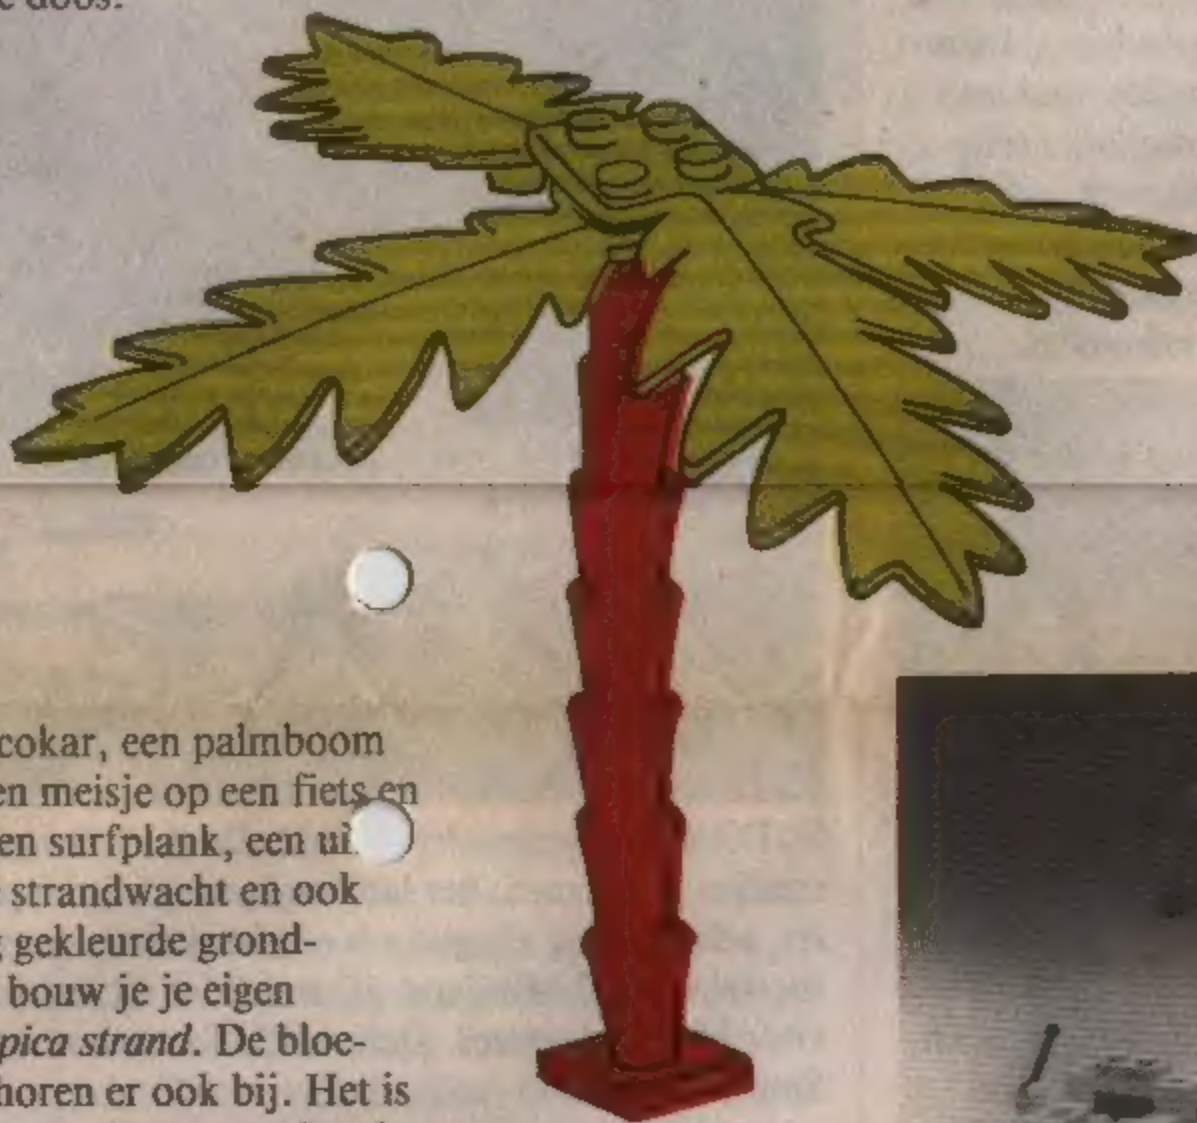 doos.
cokar, een palmboom
en meisje op een fiets en
en surfplank, een
strandwacht en ook
gekleurde grond-
bouw je je eigen
pica strand. De bloe-
horen er ook bij. Het is